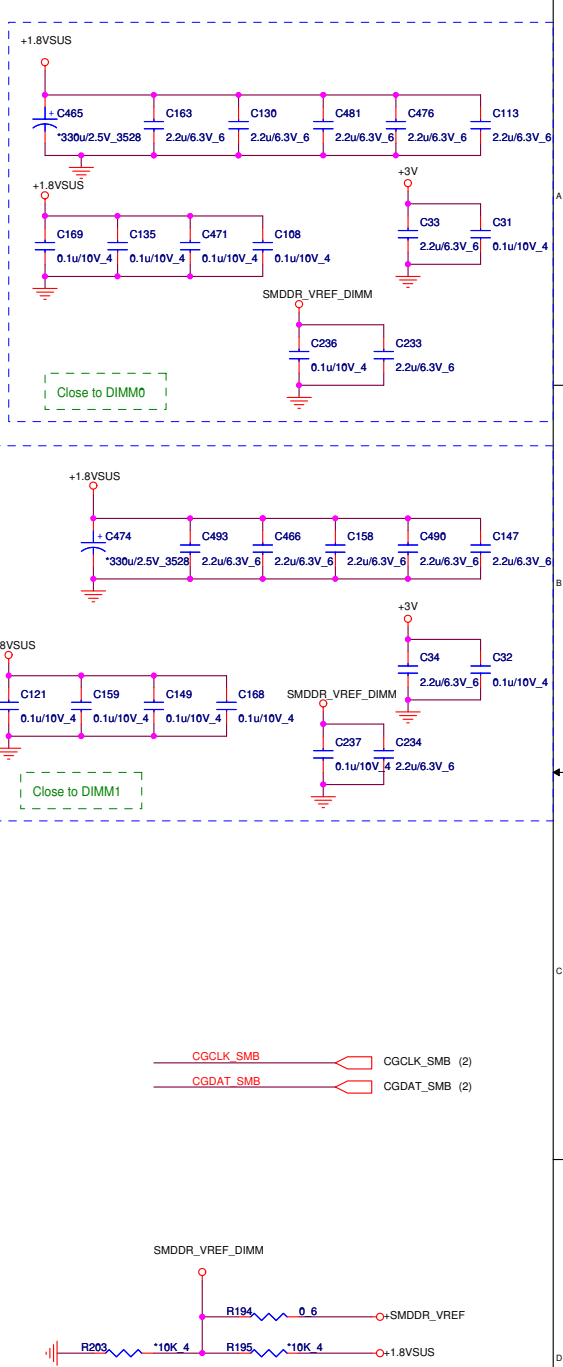 +1.8VSUS
+ C465
*330u/2.5V_3528
C163
2.2u/6.3V_6
C130
2.2u/6.3V_6
C481
2.2u/6.3V_6
C476
2.2u/6.3V_6
C113
2.2u/6.3V_6
+1.8VSUS
C169
0.1u/10V_4
C135
0.1u/10V_4
C471
0.1u/10V_4
C108
0.1u/10V_4
+3V
C33
2.2u/6.3V_6
C31
0.1u/10V_4
A
SMDDR_VREF_DIMM
C236
0.1u/10V_4
C233
2.2u/6.3V_6
Close to DIMM0
+1.8VSUS
+ C474
*330u/2.5V_3528
C493
2.2u/6.3V_6
C466
2.2u/6.3V_6
C158
2.2u/6.3V_6
C490
2.2u/6.3V_6
C147
2.2u/6.3V_6
B
+3V
C34
2.2u/6.3V_6
C32
0.1u/10V_4
8VSUS
C121
0.1u/10V_4
C159
0.1u/10V_4
C149
0.1u/10V_4
C168
0.1u/10V_4
SMDDR_VREF_DIMM
C237
0.1u/10V_4
C234
2.2u/6.3V_6
Close to DIMM1
C
CGCLK_SMB CGCLK_SMB (2)
CGDAT_SMB CGDAT_SMB (2)
SMDDR_VREF_DIMM
R194 0_6 +SMDDR_VREF
R203 *10K_4 R195 *10K_4 +1.8VSUS
D